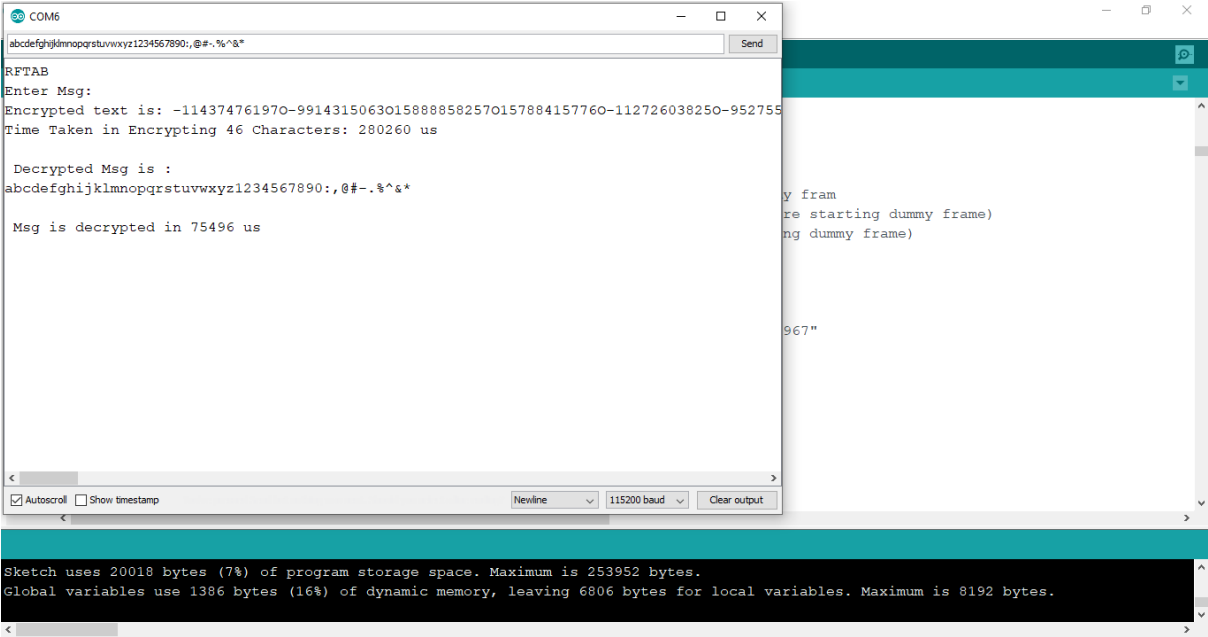 COM6
abcdefghijklmnopqrstuvwxyz1234567890:,@#-.%^&*
Send
RFTAB
Enter Msg:
Encrypted text is: -11437476197O-9914315063O15888858257O15788415776O-11272603825O-952755
Time Taken in Encrypting 46 Characters: 280260 us
Decrypted Msg is :
abcdefghijklmnopqrstuvwxyz1234567890:,@#-.%^&*
Msg is decrypted in 75496 us
y fram
re starting dummy frame)
ng dummy frame)
967"
Autoscroll Show timestamp
Newline
115200 baud
Clear output
Sketch uses 20018 bytes (7%) of program storage space. Maximum is 253952 bytes.
Global variables use 1386 bytes (16%) of dynamic memory, leaving 6806 bytes for local variables. Maximum is 8192 bytes.